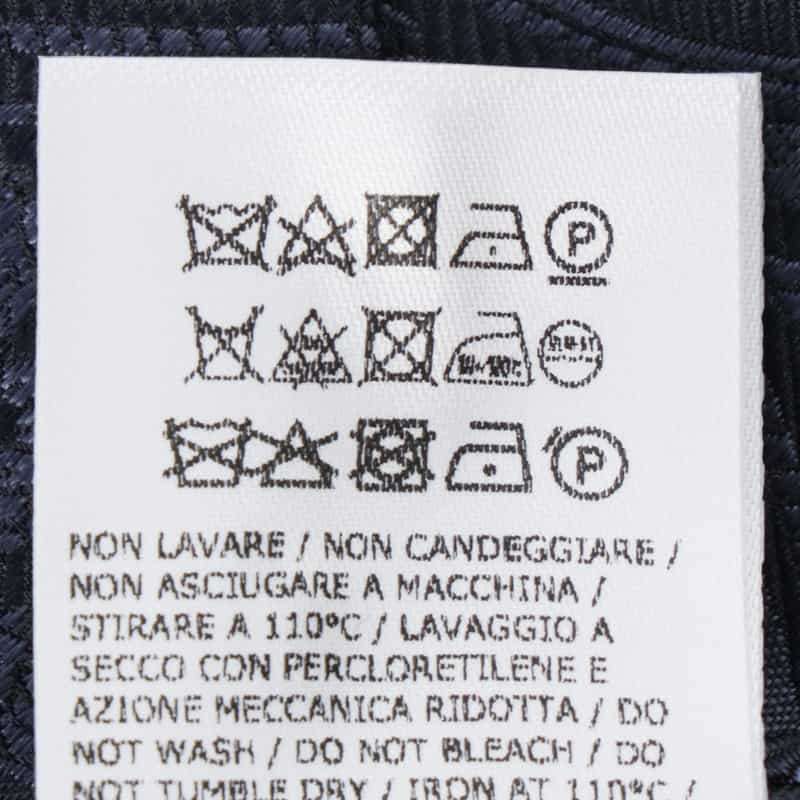 P
P
NON LAVARE / NON CANDEGGIARE /
NON ASCIUGARE A MACCHINA /
STIRARE A 110°C / LAVAGGIO A
SECCO CON PERCLORETILENE E
AZIONE MECCANICA RIDOTTA / DO
NOT WASH / DO NOT BLEACH / DO
NOT TUMBLE DRY / IRON AT 110°C /